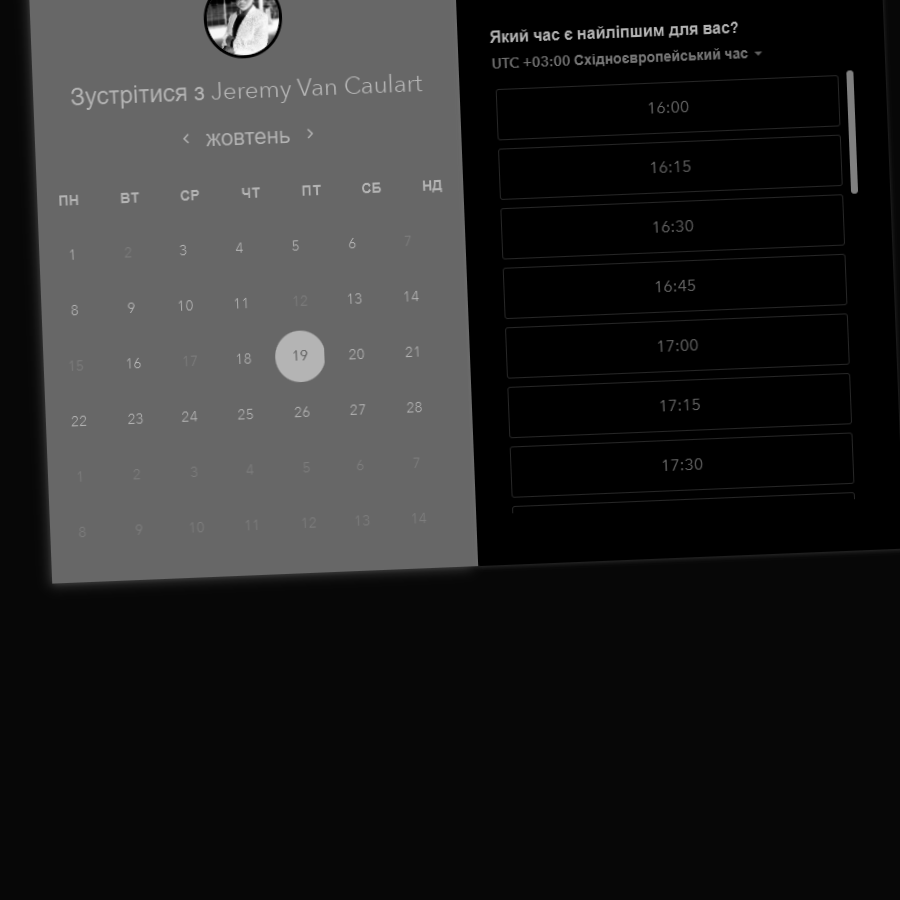 Зустрітися з Jeremy Van Caulart
< жовтень >
ПН ВТ СР ЧТ ПТ СБ НД
1 2 3 4 5 6 7
8 9 10 11 12 13 14
15 16 17 18 19 20 21
22 23 24 25 26 27 28
1 2 3 4 5 6 7
8 9 10 11 12 13 14
Який час є найліпшим для вас?
UTC +03:00 Східноєвропейський час
16:00
16:15
16:30
16:45
17:00
17:15
17:30